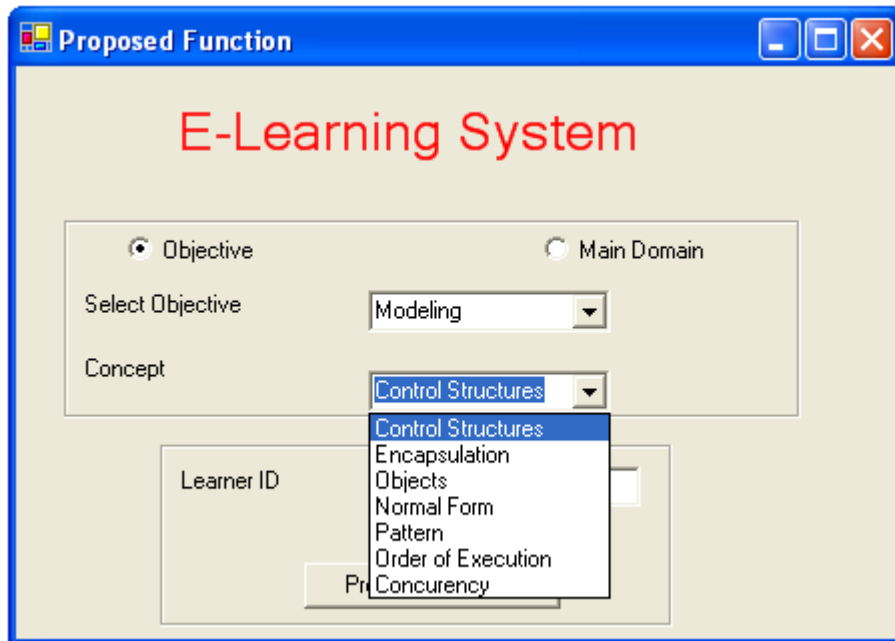 Proposed Function
E-Learning System
Objective
Main Domain
Select Objective
Modeling
Concept
Control Structures
Control Structures
Encapsulation
Objects
Normal Form
Pattern
Order of Execution
Concurency
Learner ID